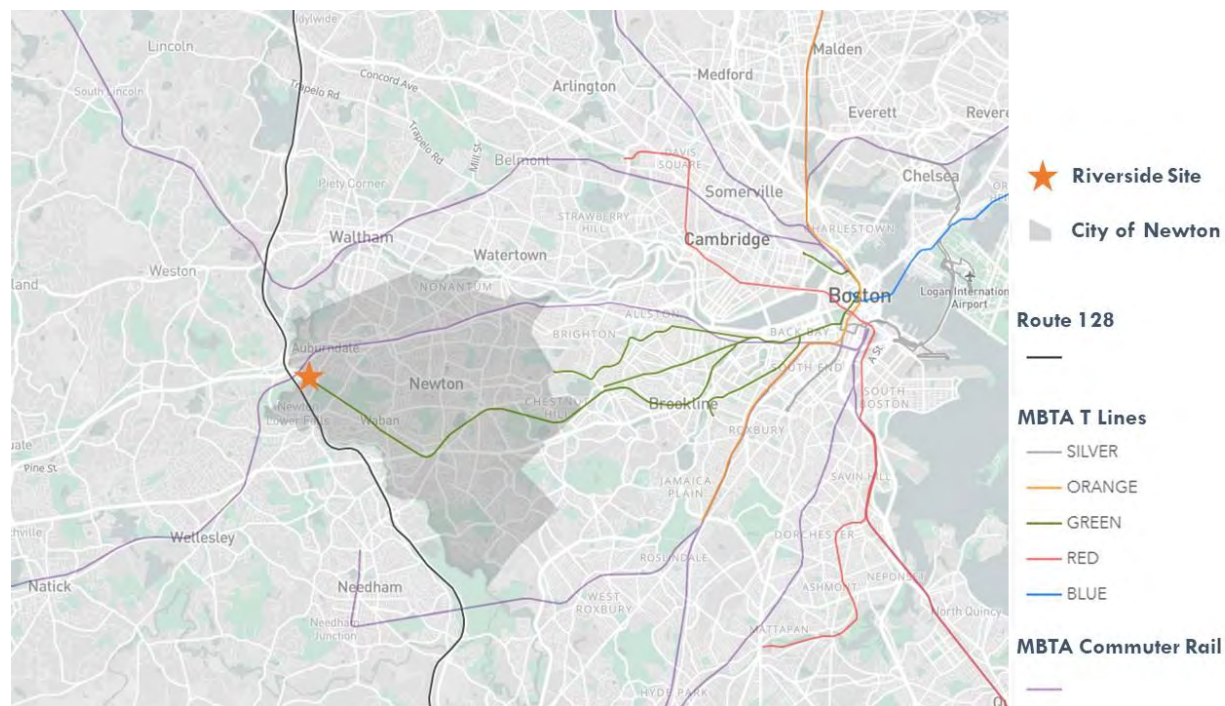 Idylwide
Lincoln
Malden
Medford
South Lincoln
Trapelo Rd
Concord Ave
Arlington
Everett
Trapelo Rd
Mill St
DAVIS
SQUARE
Belmont
Chelsea
Piety Corner
Somerville
STRAWBERRY
HILL
CHARLESTOWN
Waltham
Cambridge
Watertown
Weston
NONANTUM
Boston
Logan International
Airport
ALLSTON
BRIGHTON
BACK BAY
Auburndale
A St
SOUTH END
Newton
SOUTH
BOSTON
Newton
Lower Falls
Waban
CHESTNUT
HILL
Brookline
ROXBURY
Pine St
JAMAICA
PLAIN
SAVIN HILL
Wellesley
DORCHESTER
ROSLINDALE
Natick
Needham
ASHMONT
NEPONSET
WEST
ROXBURY
North Quincy
Needham
Junction
MATTAPAN
HYDE PARK
Riverside Site
City of Newton
Route 128
MBTA T Lines
SILVER
ORANGE
GREEN
RED
BLUE
MBTA Commuter Rail